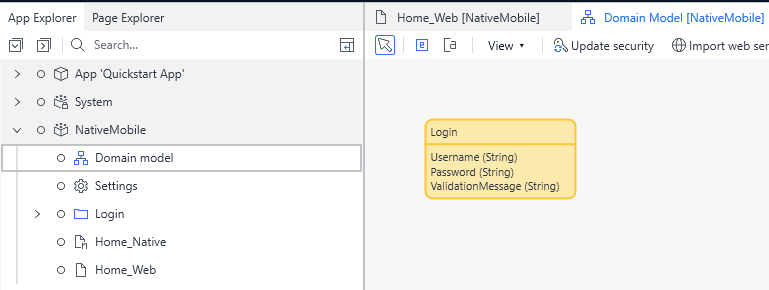 App Explorer Page Explorer
Search...
App 'Quickstart App'
System
NativeMobile
Domain model
Settings
Login
Home_Native
Home_Web
Home_Web [NativeMobile] Domain Model [NativeMobile]
View Update security Import web ser
Login
Username (String)
Password (String)
ValidationMessage (String)